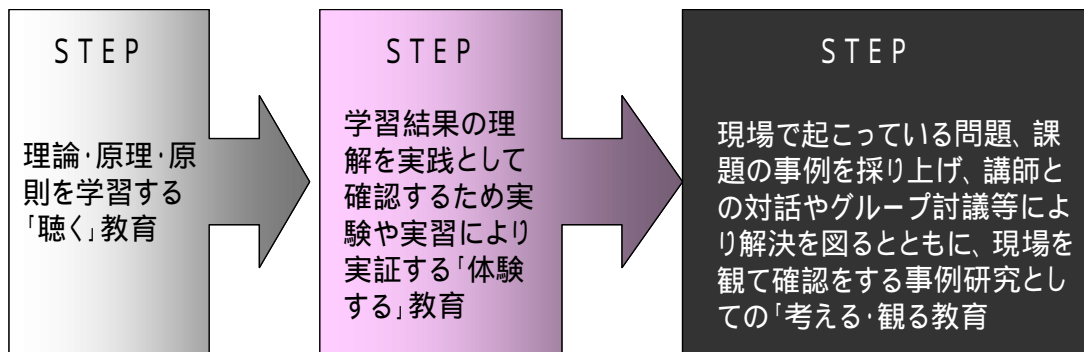 STEP
理論･原理･原
則を学習する
｢聴く｣教育
STEP
学習結果の理
解を実践として
確認するため実
験や実習により
実証する｢体験
する｣教育
STEP
現場で起こっている問題、課
題の事例を採り上げ、講師と
の対話やグループ討議等によ
り解決を図るとともに、現場を
観て確認をする事例研究とし
ての｢考える･観る教育